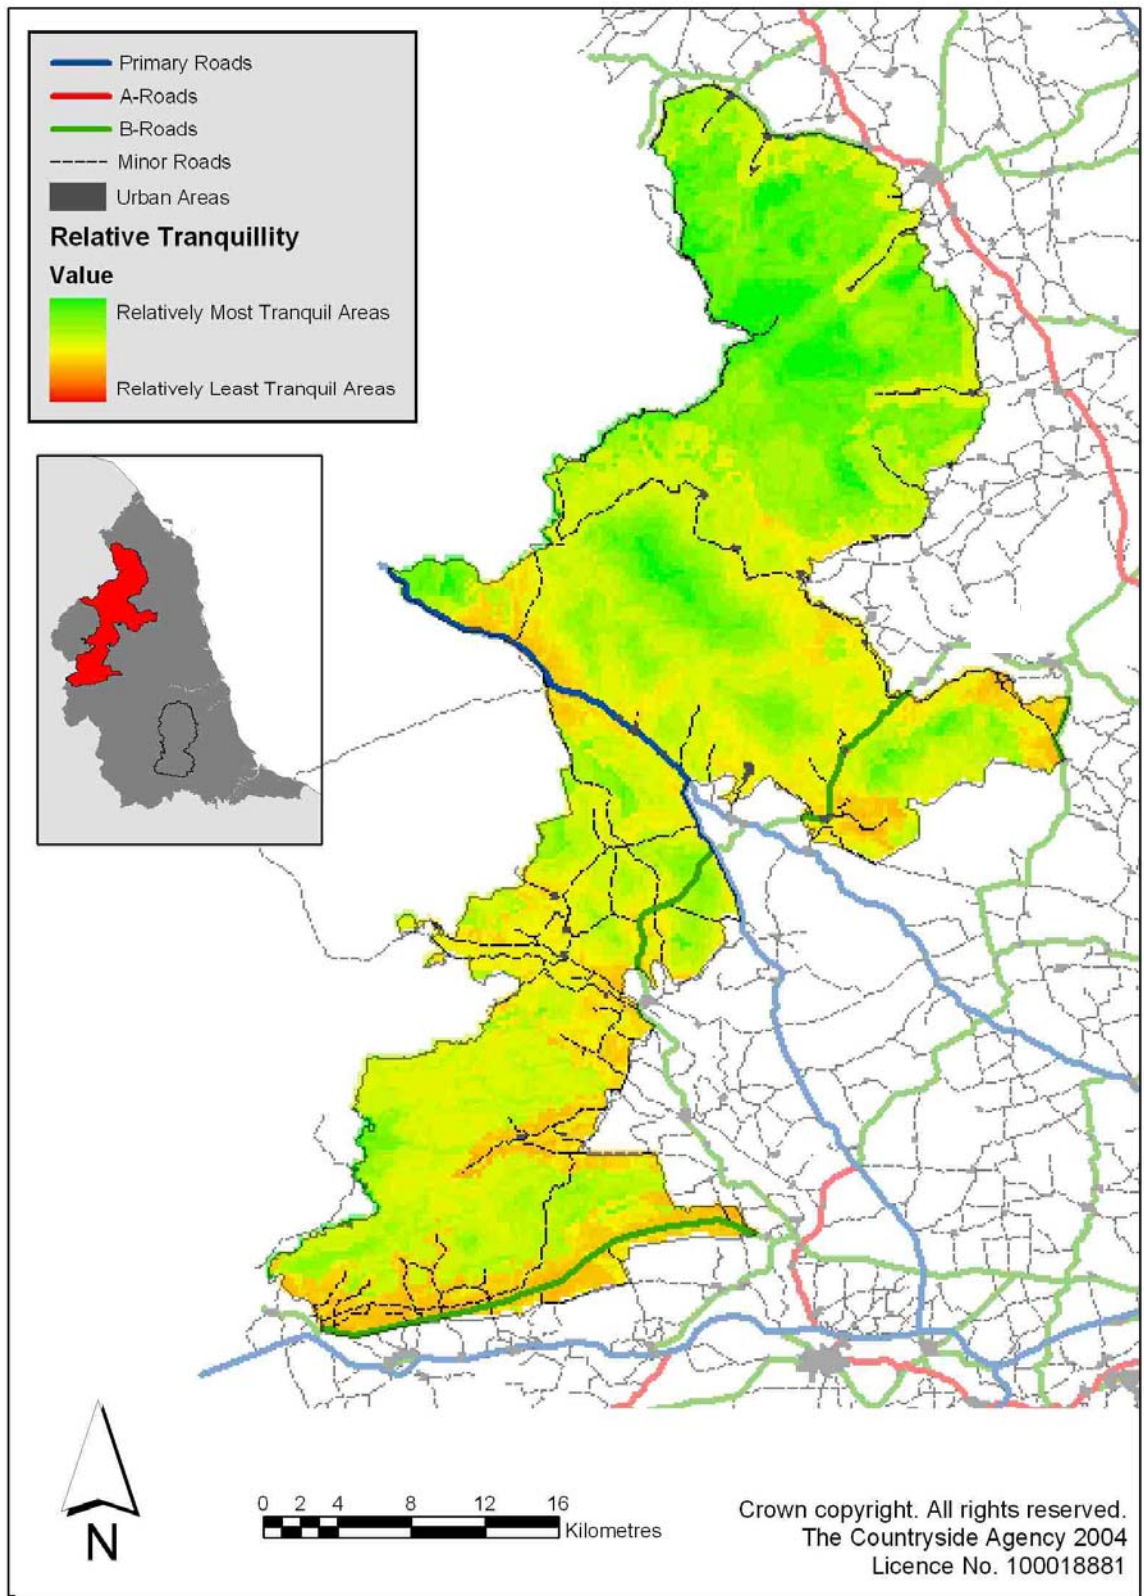 Primary Roads
A-Roads
B-Roads
Minor Roads
Urban Areas
Relative Tranquillity
Value
Relatively Most Tranquil Areas
Relatively Least Tranquil Areas
N
0 2 4 8 12 16
Kilometres
Crown copyright. All rights reserved.
The Countryside Agency 2004
Licence No. 100018881